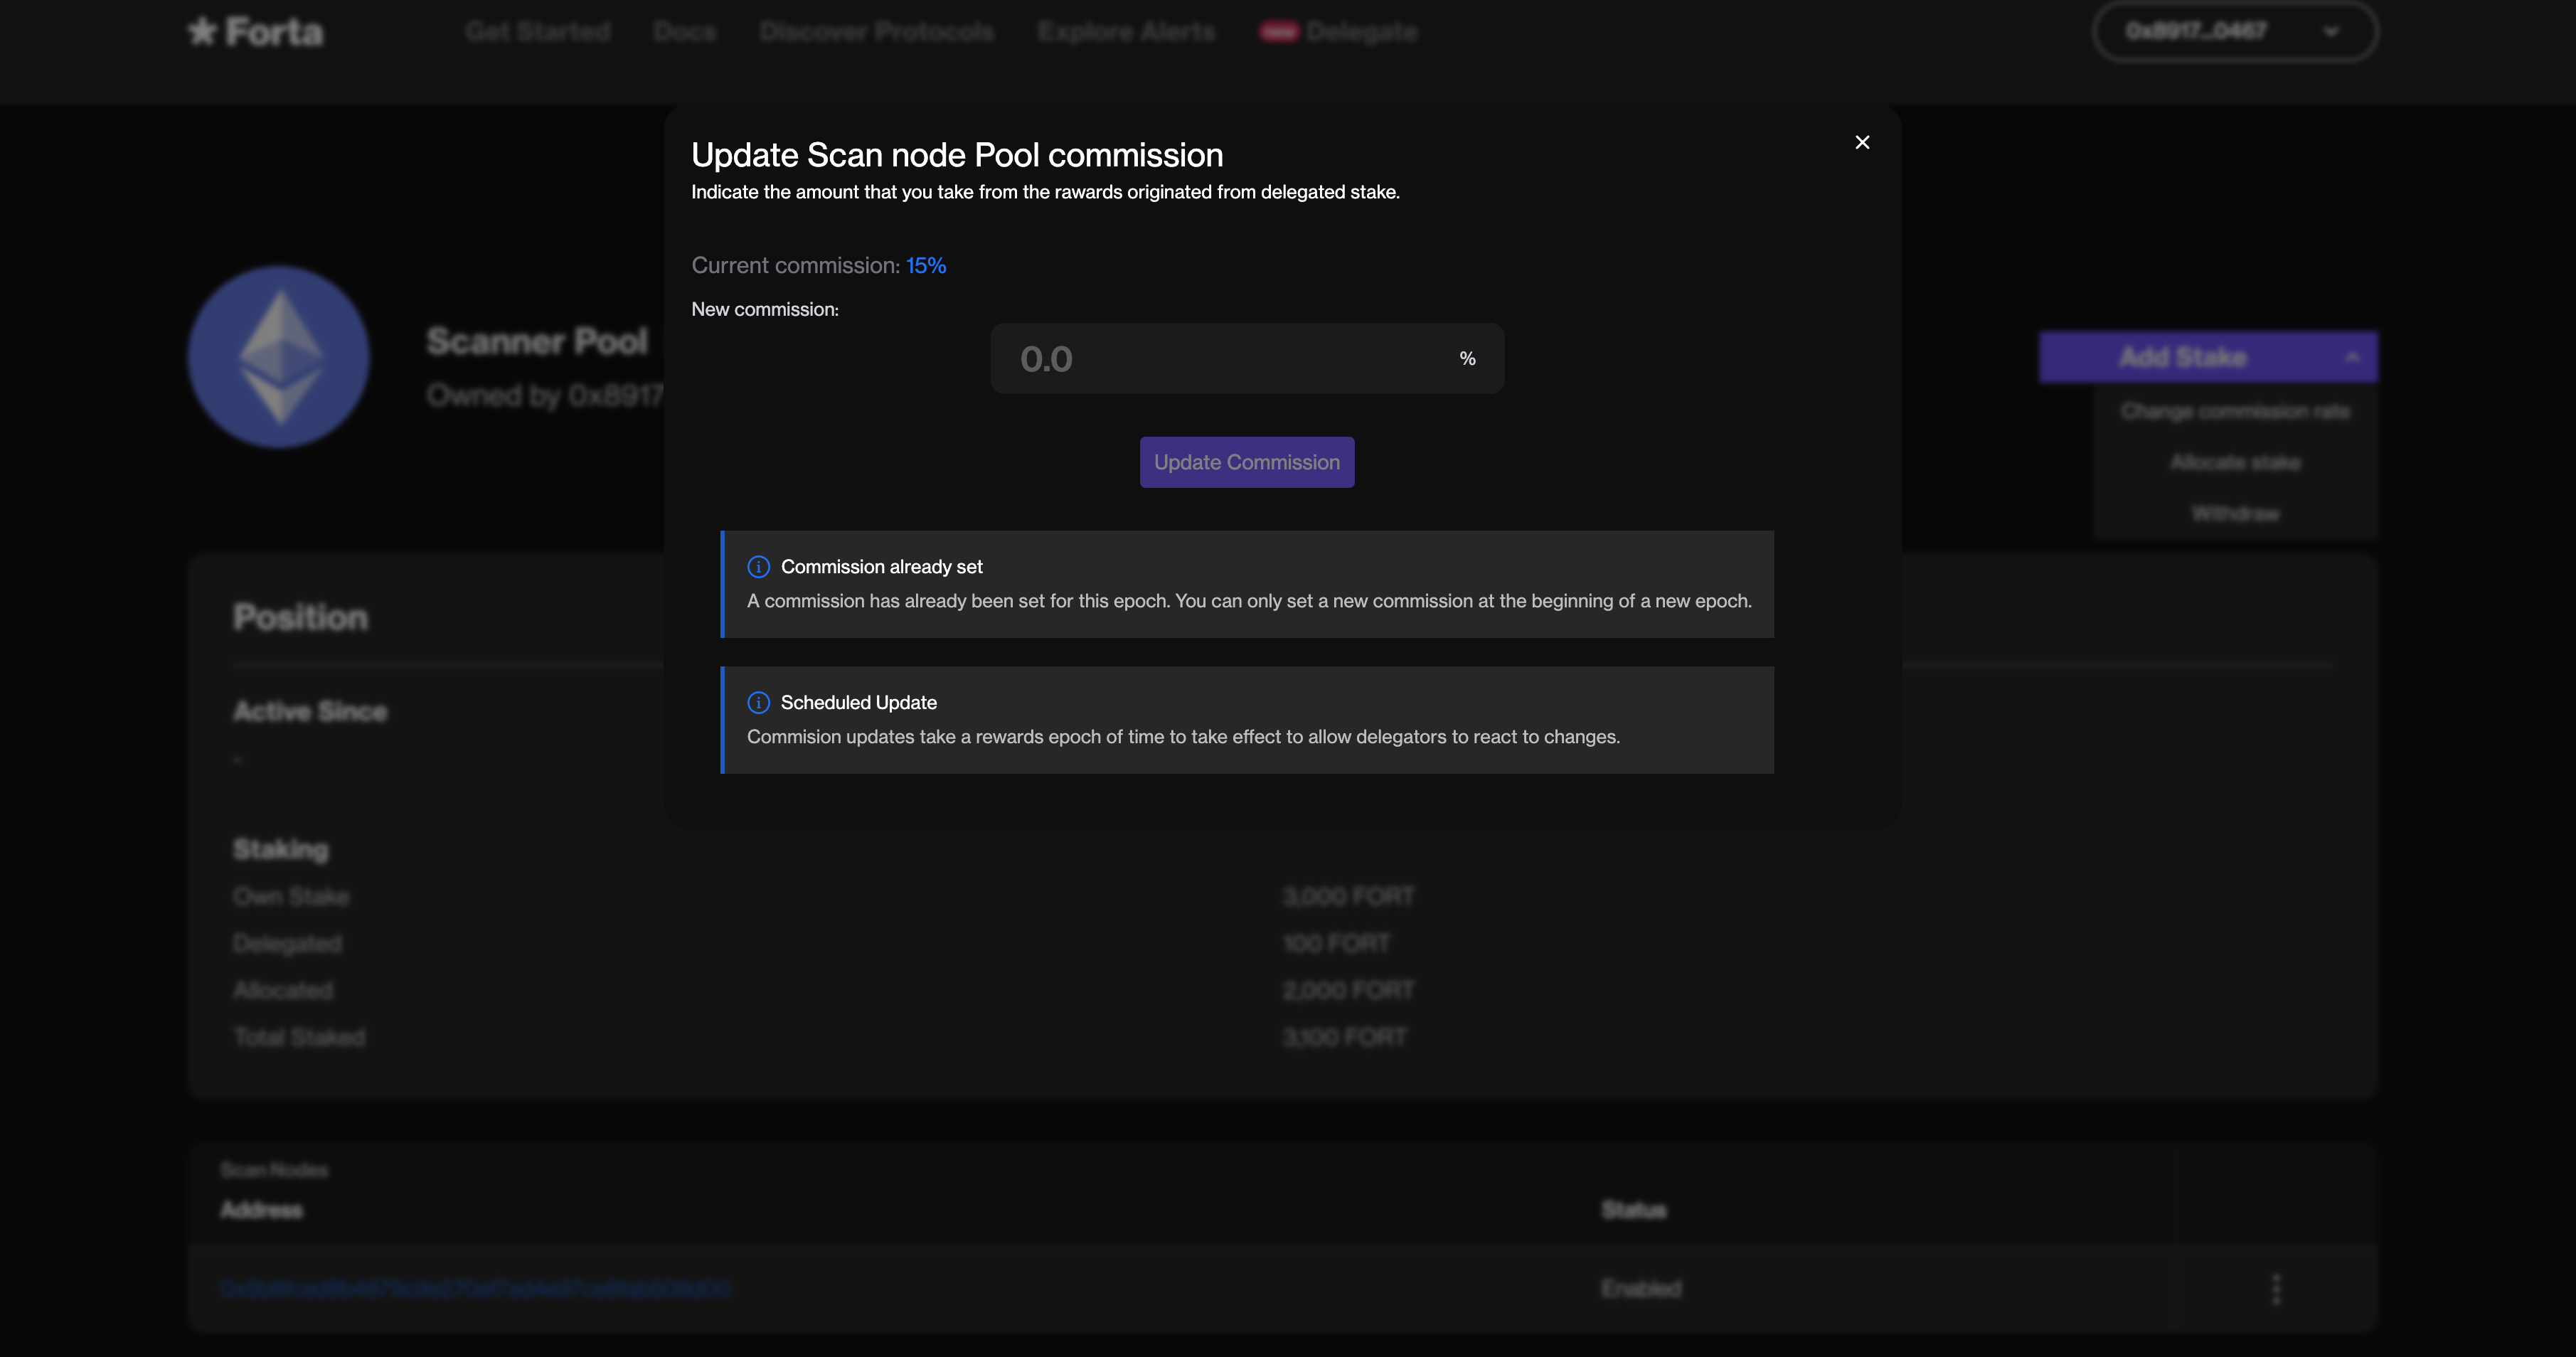 Forta
Get Started
Docs
Discover Protocols
Explore Alerts
new
Delegate
0x8917...0467
Update Scan node Pool commission
Indicate the amount that you take from the rawards originated from delegated stake.
Current commission: 15%
New commission:
0.0
%
Update Commission
Commission already set
A commission has already been set for this epoch. You can only set a new commission at the beginning of a new epoch.
Scheduled Update
Commision updates take a rewards epoch of time to take effect to allow delegators to react to changes.
Scanner Pool
Owned by 0x8917
Add Stake
Change commission rate
Allocate stake
Withdraw
Position
Active Since
-
Staking
Own Stake
3,000 FORT
Delegated
100 FORT
Allocated
2,000 FORT
Total Staked
3,100 FORT
Scan Nodes
Address
Status
Enabled